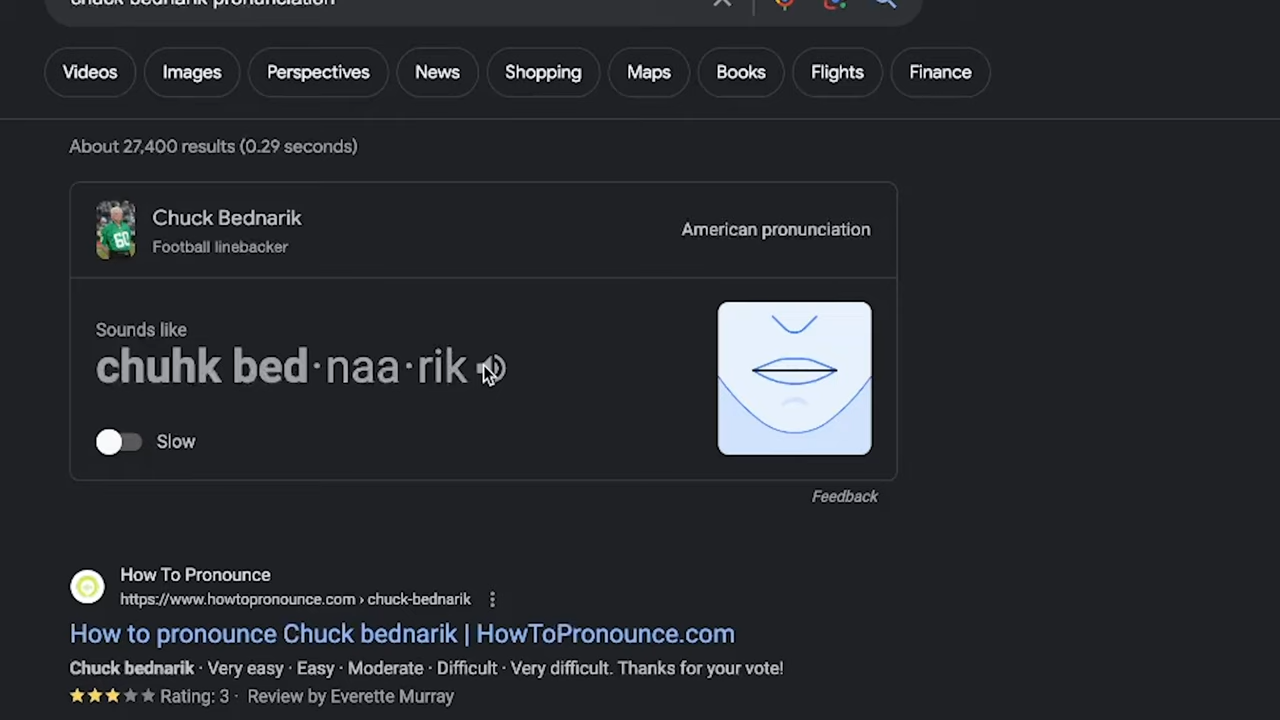 chuck bednarik pronunciation
Videos Images Perspectives News Shopping Maps Books Flights Finance
About 27,400 results (0.29 seconds)
Chuck Bednarik
Football linebacker
American pronunciation
Sounds like
chuhk bed·naa·rik
Slow
Feedback
How To Pronounce
https://www.howtopronounce.com › chuck-bednarik
How to pronounce Chuck bednarik | HowToPronounce.com
Chuck bednarik · Very easy · Easy · Moderate · Difficult · Very difficult. Thanks for your vote!
Rating: 3 · Review by Everette Murray